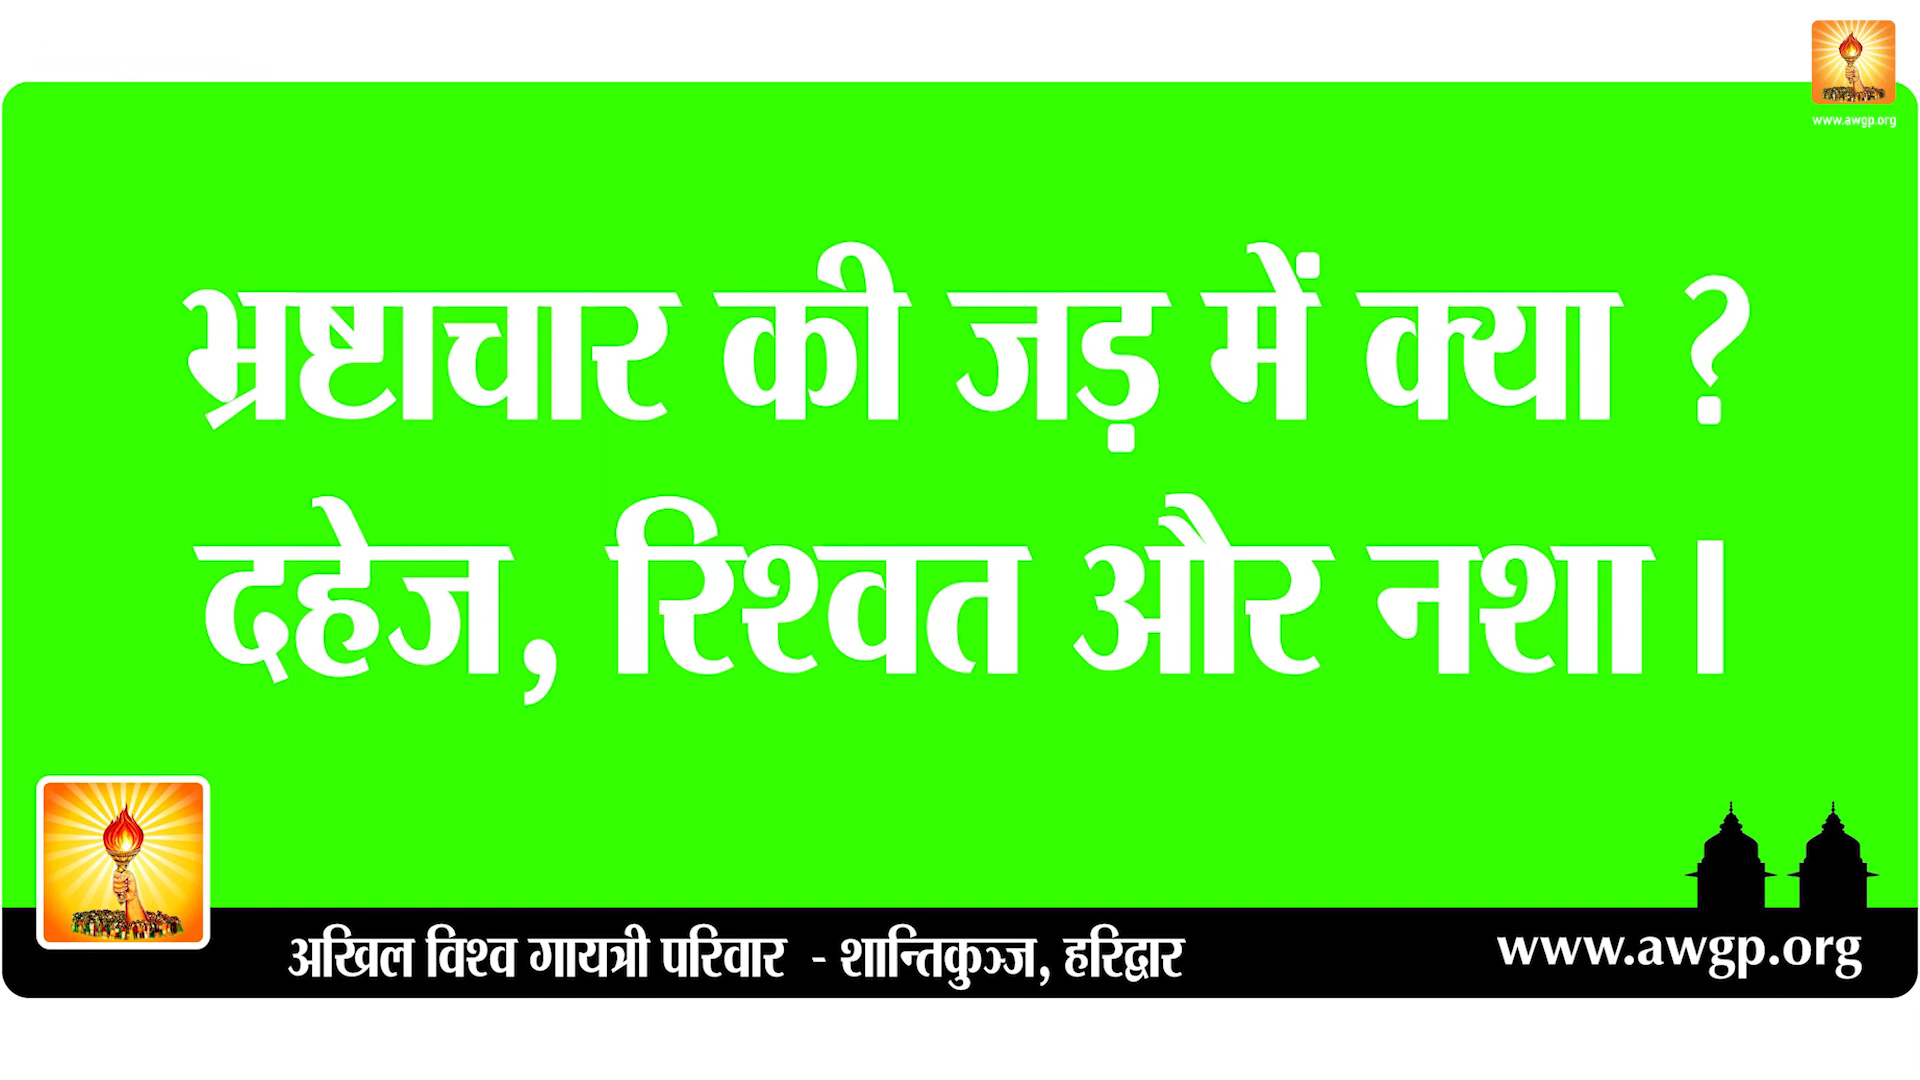 www.awgp.org
भ्रष्टाचार की जड़ में क्या ?
दहेज, रिश्वत और नशा।
अखिल विश्व गायत्री परिवार - शान्तिकुञ्ज, हरिद्वार
www.awgp.org